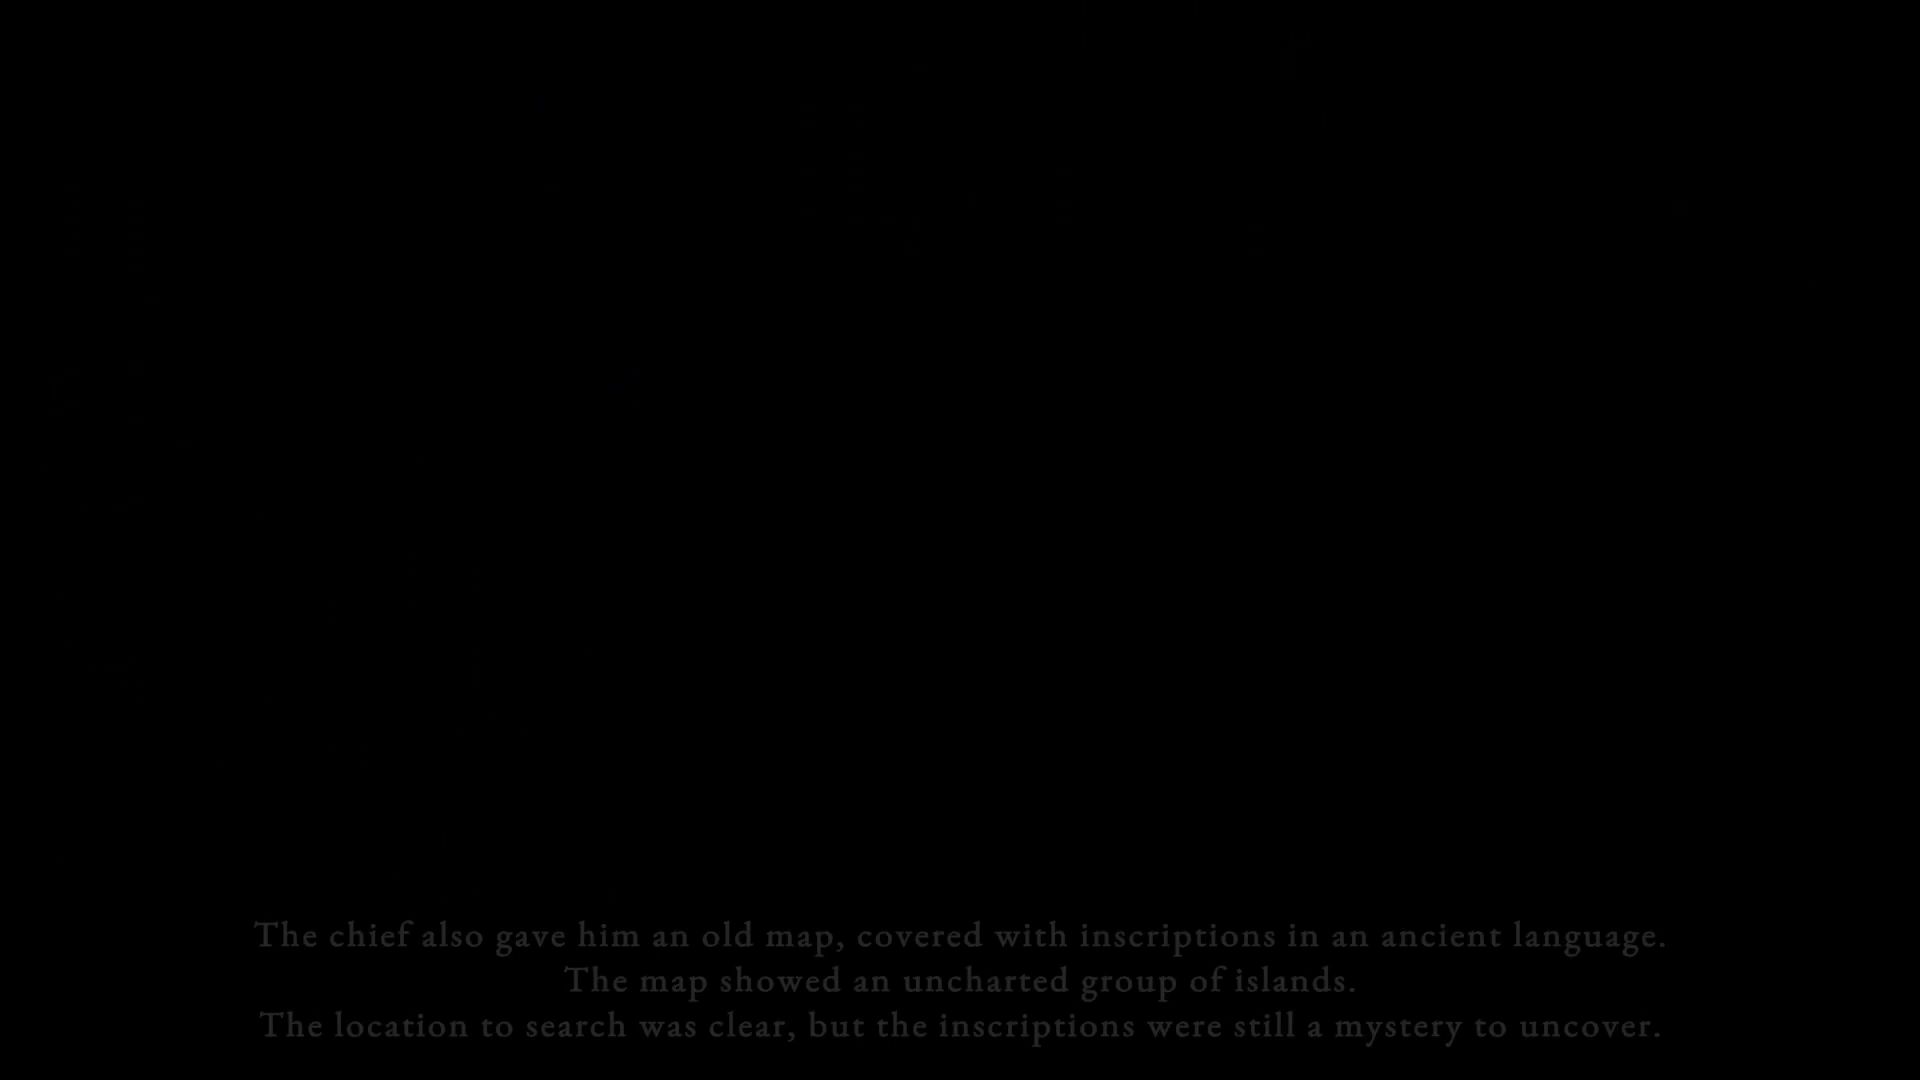 The chief also gave him an old map, covered with inscriptions in an ancient language.
The map showed an uncharted group of islands.
The location to search was clear, but the inscriptions were still a mystery to uncover.